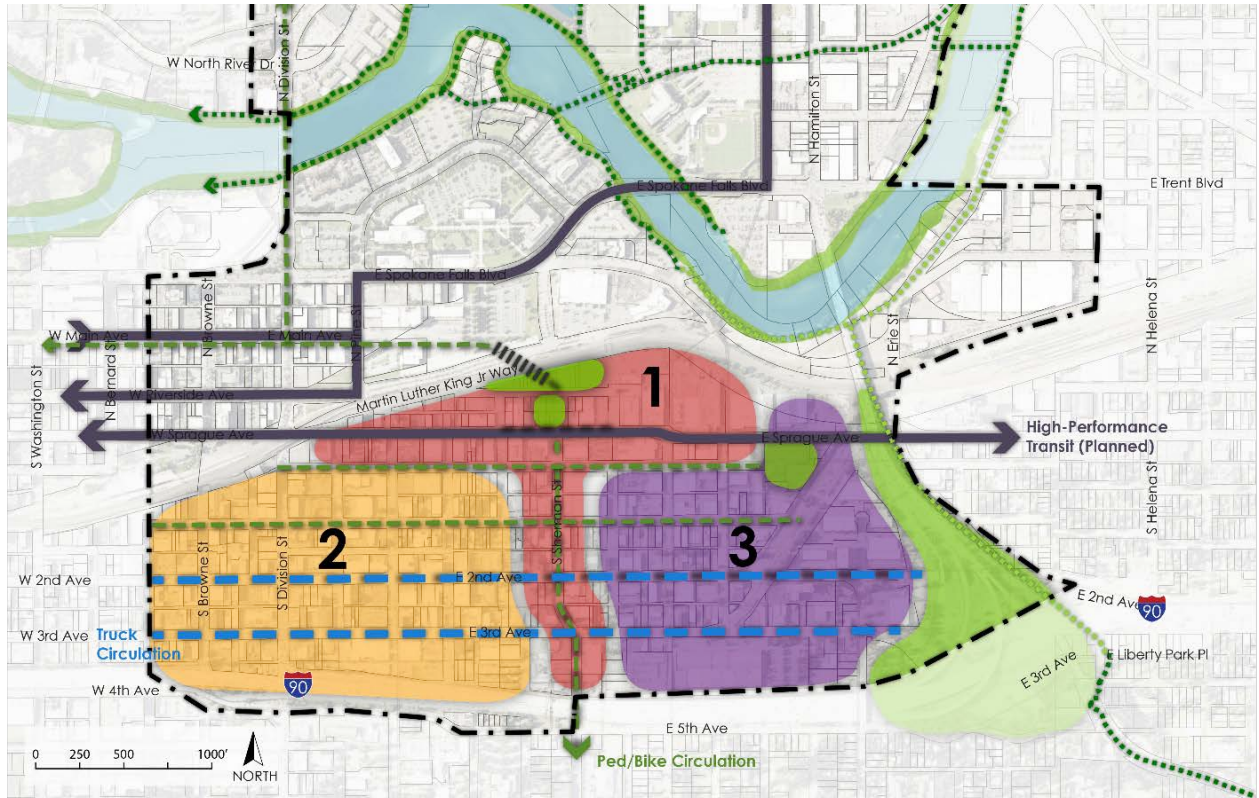 W North River Dr
N Division St
N Hamilton St
E Spokane Falls Blvd
E Trent Blvd
E Spokane Falls Blvd
N Helena St
W Main Ave
E Main Ave
N Browne St
N Pine St
N Erie St
N Bernard St
S Washington St
W Riverside Ave
Martin Luther King Jr Way
1
W Sprague Ave
E Sprague Ave
High-Performance
Transit (Planned)
S Helena St
S Sherman St
2
3
S Browne St
S Division St
W 2nd Ave
E 2nd Ave
E 2nd Ave
90
W 3rd Ave
Truck
Circulation
E 3rd Ave
E 3rd Ave
E Liberty Park Pl
W 4th Ave
90
E 5th Ave
0 250 500 1000'
NORTH
Ped/Bike Circulation